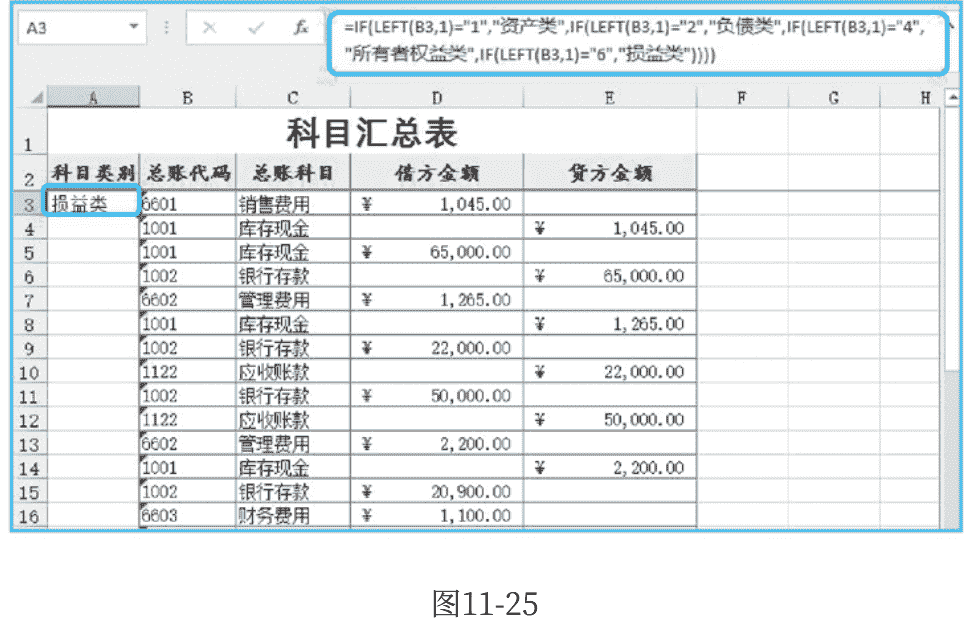 A3 fx =IF(LEFT(B3,1)="1","资产类",IF(LEFT(B3,1)="2","负债类",IF(LEFT(B3,1)="4",
"所有者权益类",IF(LEFT(B3,1)="6","损益类"))))
A B C D E F G H
1 科目汇总表
2 科目类别 总账代码 总账科目 借方金额 贷方金额
3 损益类 6601 销售费用 ¥ 1,045.00
4 1001 库存现金 ¥ 1,045.00
5 1001 库存现金 ¥ 65,000.00
6 1002 银行存款 ¥ 65,000.00
7 6602 管理费用 ¥ 1,265.00
8 1001 库存现金 ¥ 1,265.00
9 1002 银行存款 ¥ 22,000.00
10 1122 应收账款 ¥ 22,000.00
11 1002 银行存款 ¥ 50,000.00
12 1122 应收账款 ¥ 50,000.00
13 6602 管理费用 ¥ 2,200.00
14 1001 库存现金 ¥ 2,200.00
15 1002 银行存款 ¥ 20,900.00
16 6603 财务费用 ¥ 1,100.00
图11-25